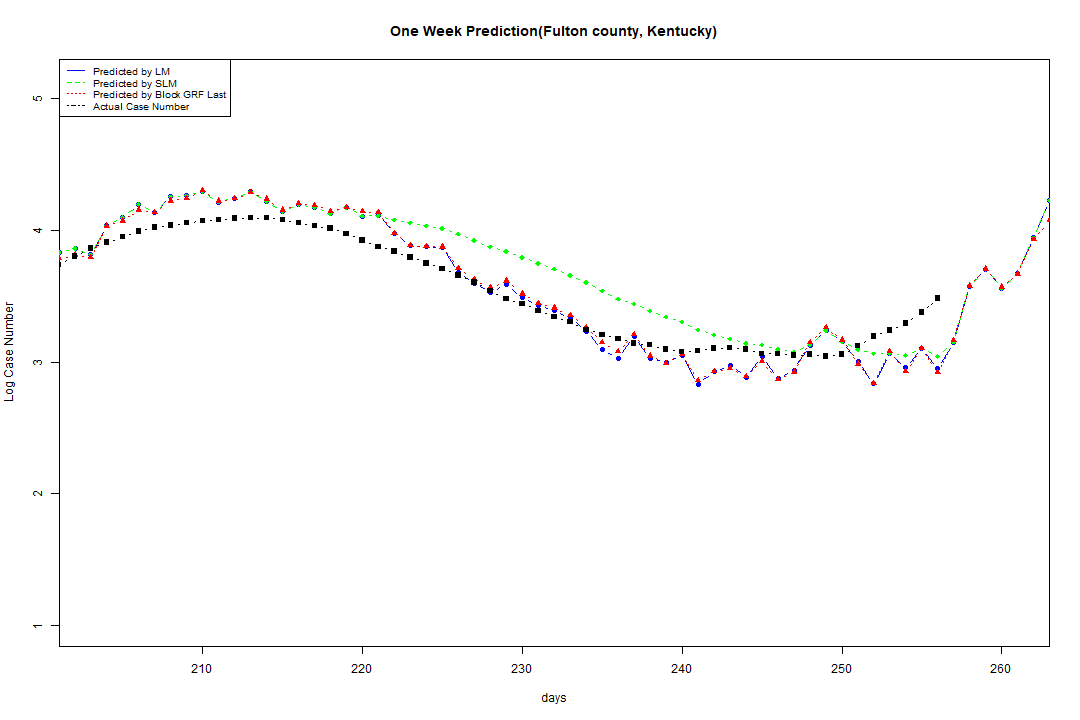 One Week Prediction(Fulton county, Kentucky)
Predicted by LM
Predicted by SLM
Predicted by Block GRF Last
Actual Case Number
5
4
3
2
1
Log Case Number
210
220
230
240
250
260
days